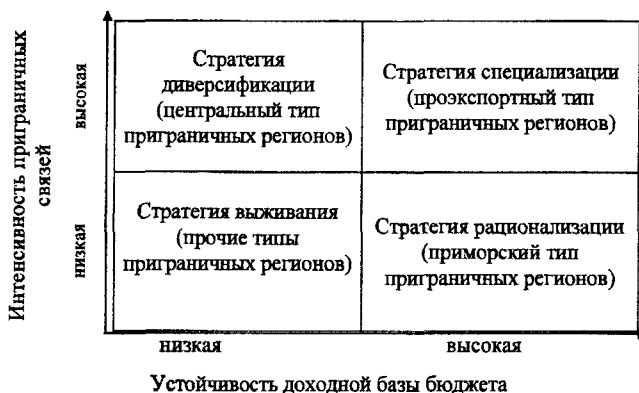 Интенсивность приграничных
связей
высокая
низкая
Стратегия
диверсификации
(центральный тип
приграничных регионов)
Стратегия специализации
(проэкспортный тип
приграничных регионов)
Стратегия выживания
(прочие типы
приграничных регионов)
Стратегия рационализации
(приморский тип
приграничных регионов)
низкая
высокая
Устойчивость доходной базы бюджета